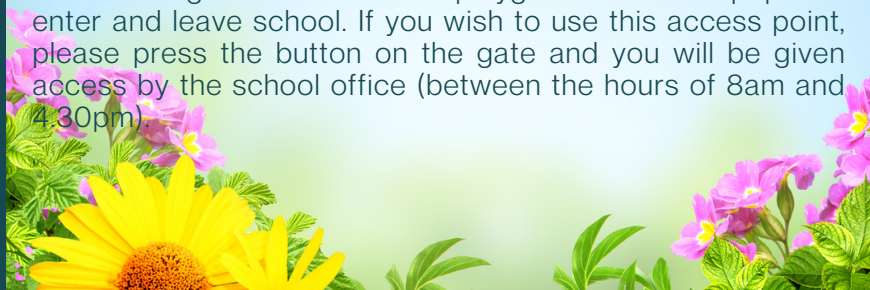 enter and leave school. If you wish to use this access point,
please press the button on the gate and you will be given
access by the school office (between the hours of 8am and
4.30pm).